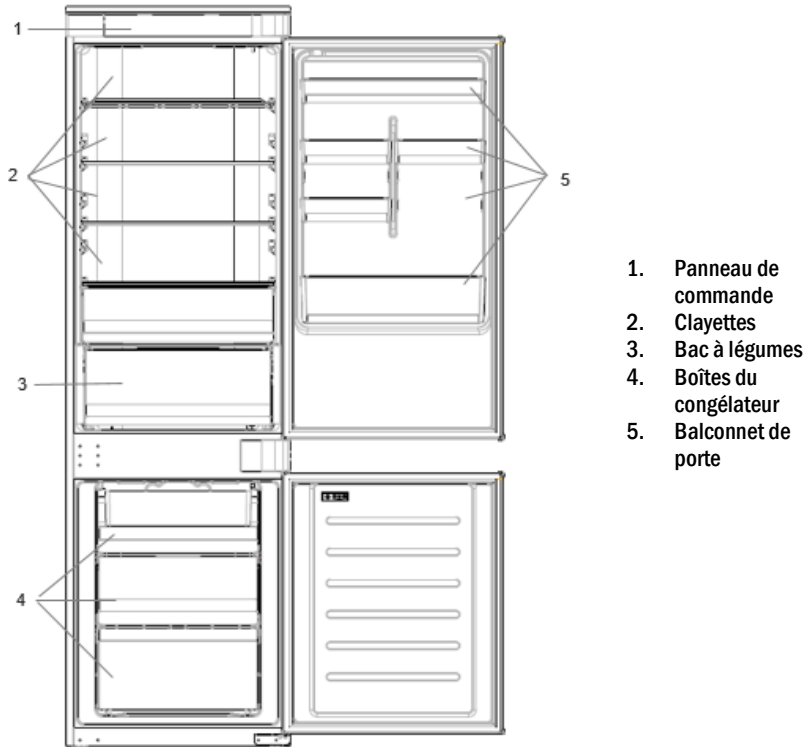 1
2
5
3
4
1. Panneau de
commande
2. Clayettes
3. Bac à légumes
4. Boîtes du
congélateur
5. Balconnet de
porte